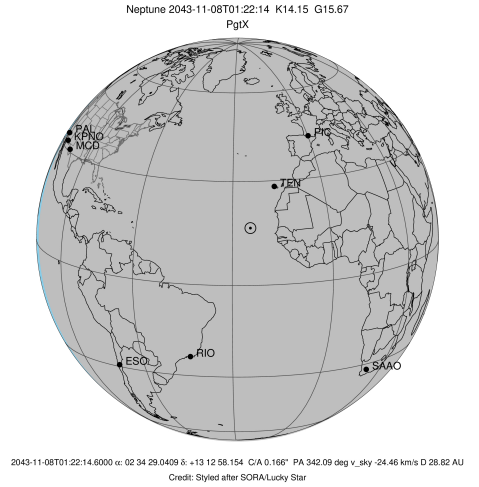 Neptune 2043-11-08T01:22:14 K14.15 G15.67
PgtX
PAL
KPNO
MCD
PIC
TEN
RIO
ESO
SAAO
2043-11-08T01:22:14.6000 α: 02 34 29.0409 δ: +13 12 58.154 C/A 0.166" PA 342.09 deg v_sky -24.46 km/s D 28.82 AU
Credit: Styled after SORA/Lucky Star